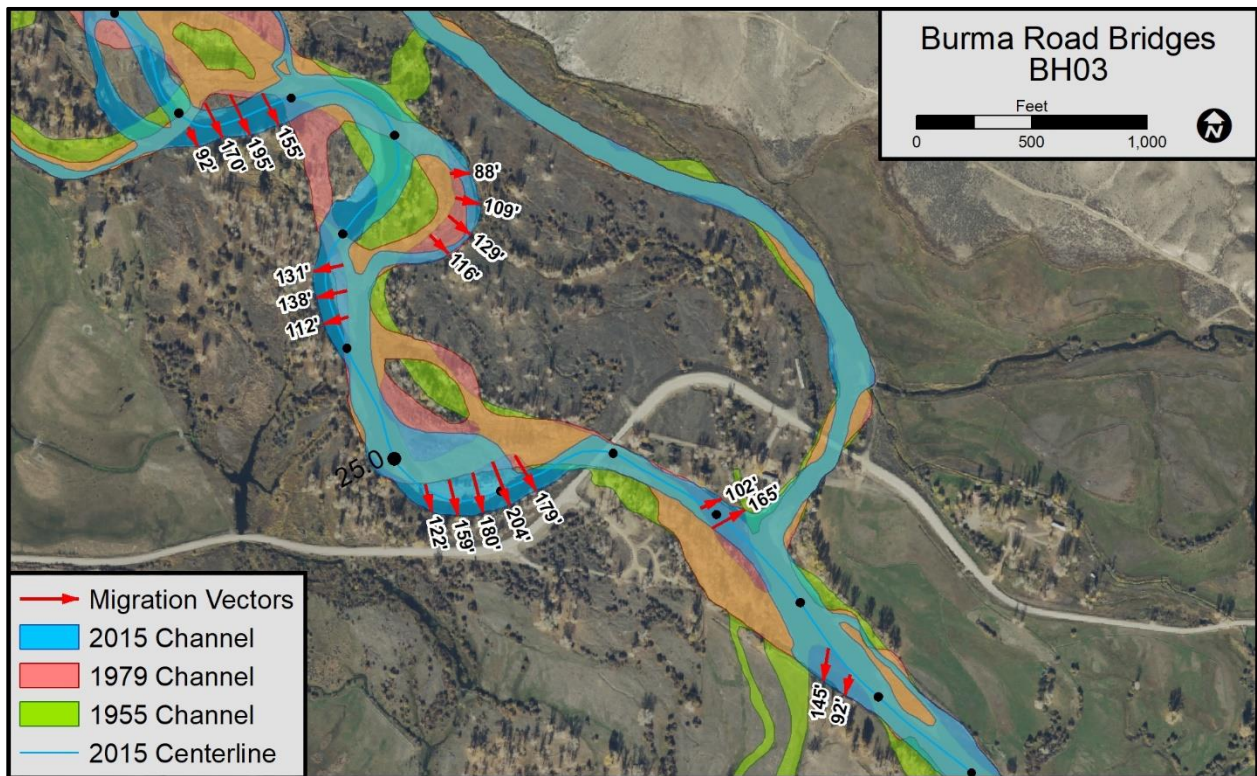 Burma Road Bridges
BH03
Feet
0 500 1,000
N
92'
170'
195'
155'
88'
109'
129'
116'
131'
138'
112'
25.0
122'
159'
180'
204'
179'
102'
165'
145'
92'
Migration Vectors
2015 Channel
1979 Channel
1955 Channel
2015 Centerline